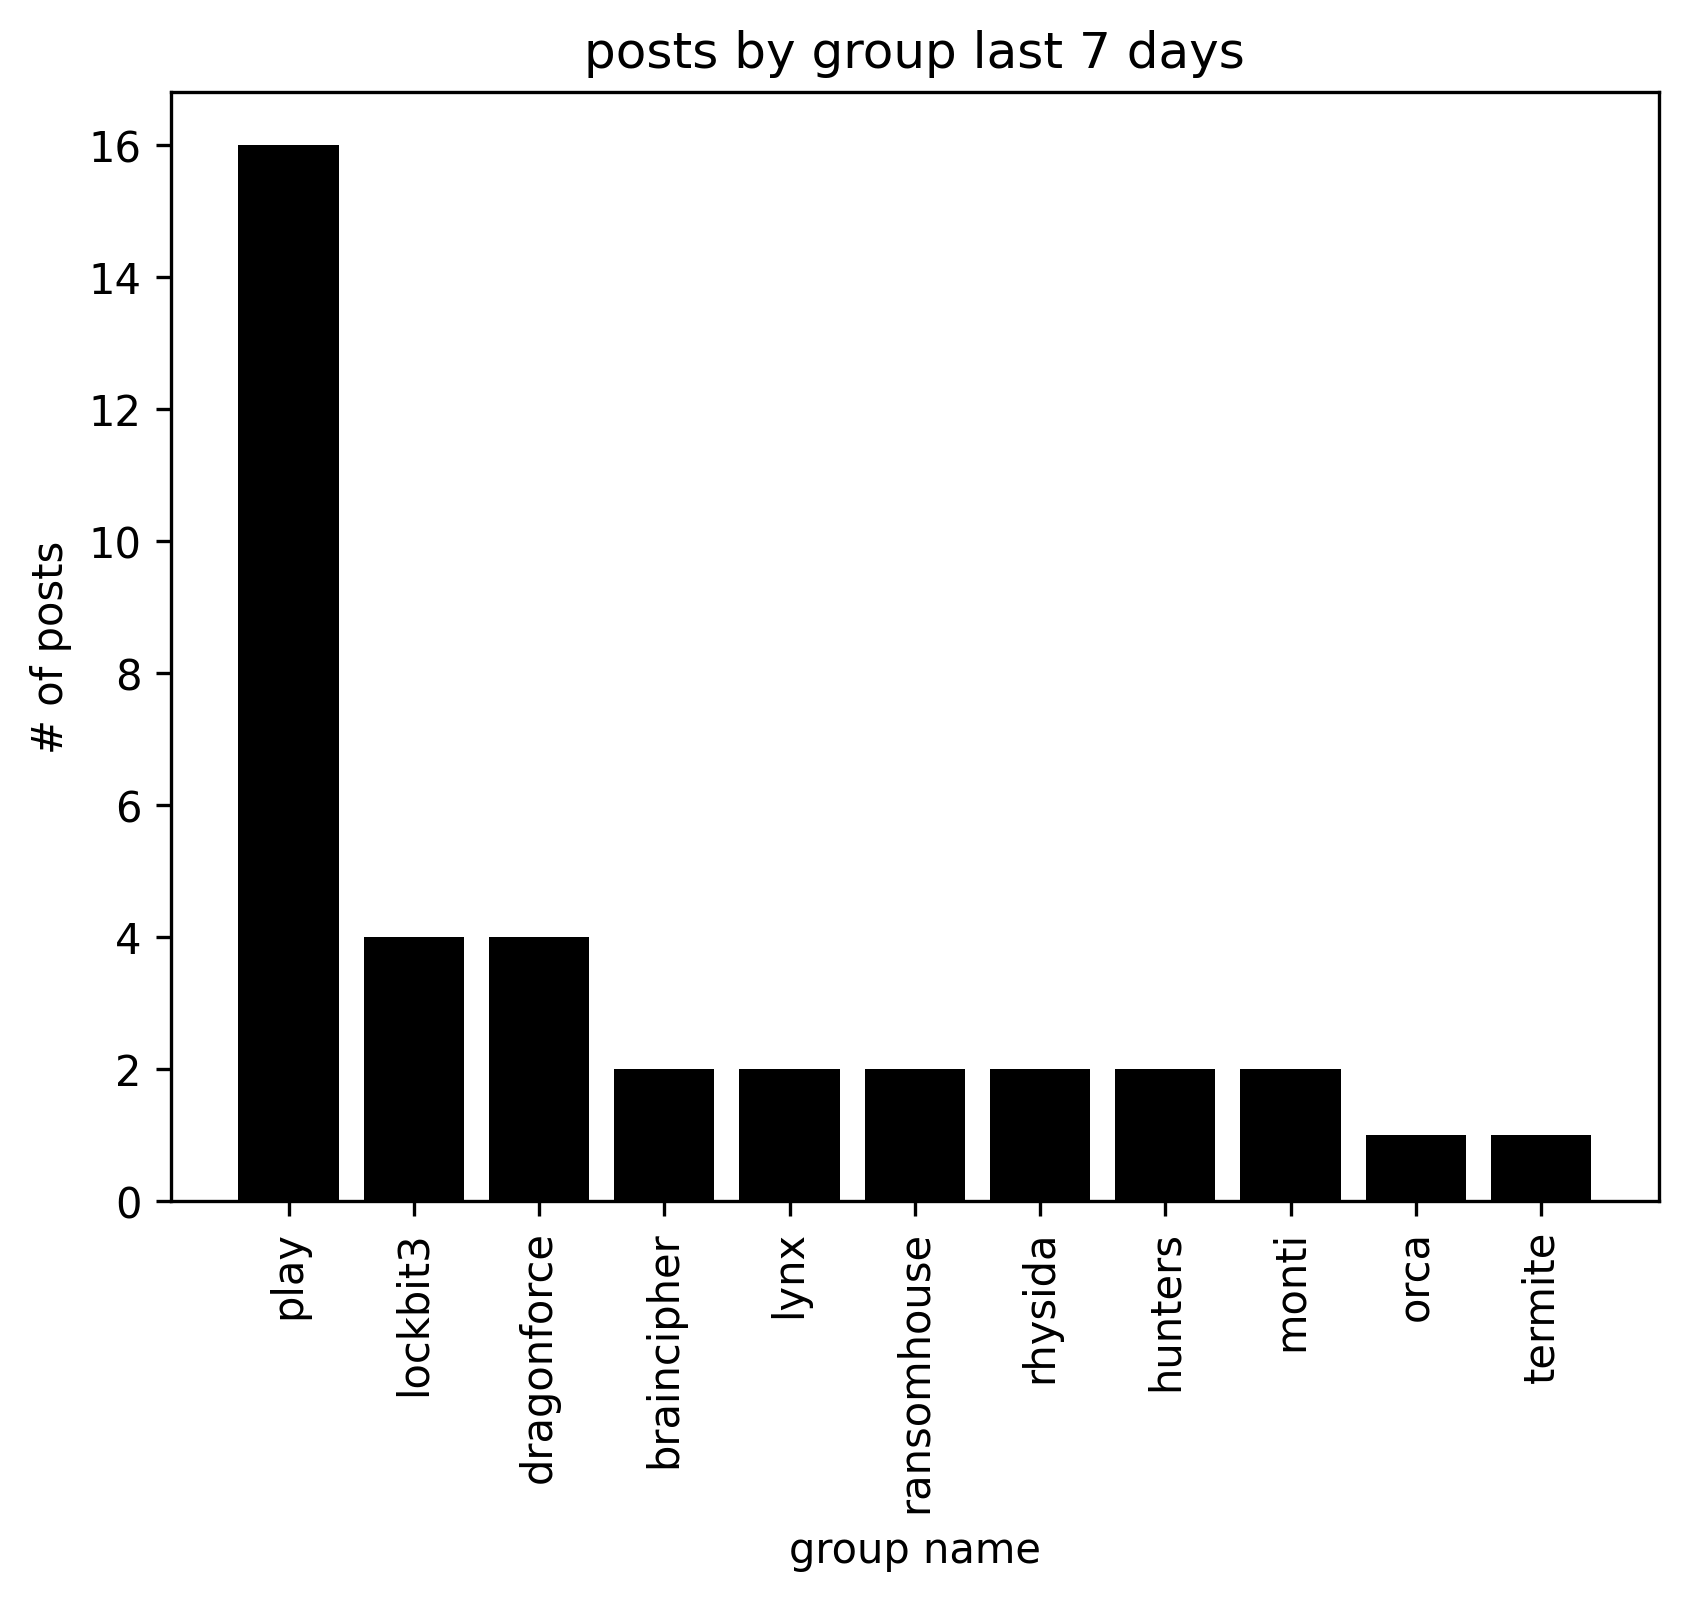 posts by group last 7 days
# of posts
16
14
12
10
8
6
4
2
0
play
lockbit3
dragonforce
braincipher
lynx
ransomhouse
rhysida
hunters
monti
orca
termite
group name